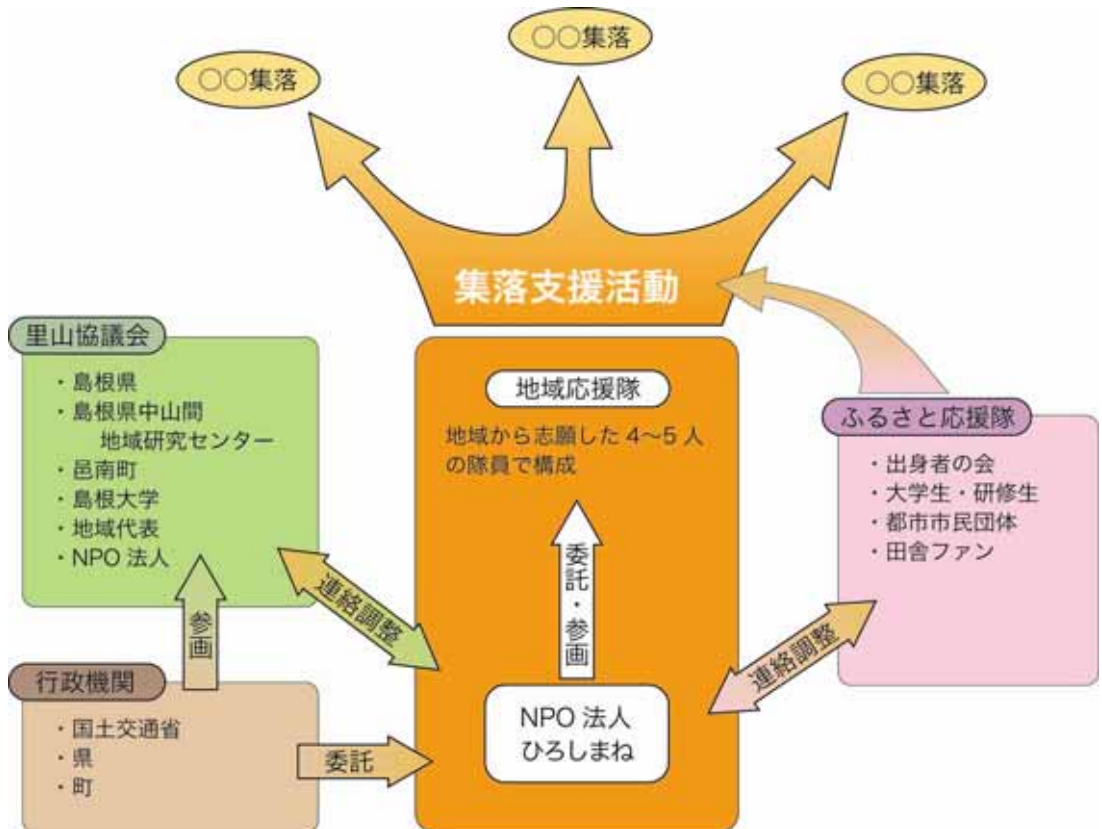 ○○集落
○○集落
○○集落
集落支援活動
里山協議会
・島根県
・島根県中山間
地域研究センター
・邑南町
・島根大学
・地域代表
・NPO 法人
地域応援隊
地域から志願した 4〜5 人
の隊員で構成
ふるさと応援隊
・出身者の会
・大学生・研修生
・都市市民団体
・田舎ファン
委託・参画
連絡調整
連絡調整
参画
行政機関
・国土交通省
・県
・町
委託
NPO 法人
ひろしまね